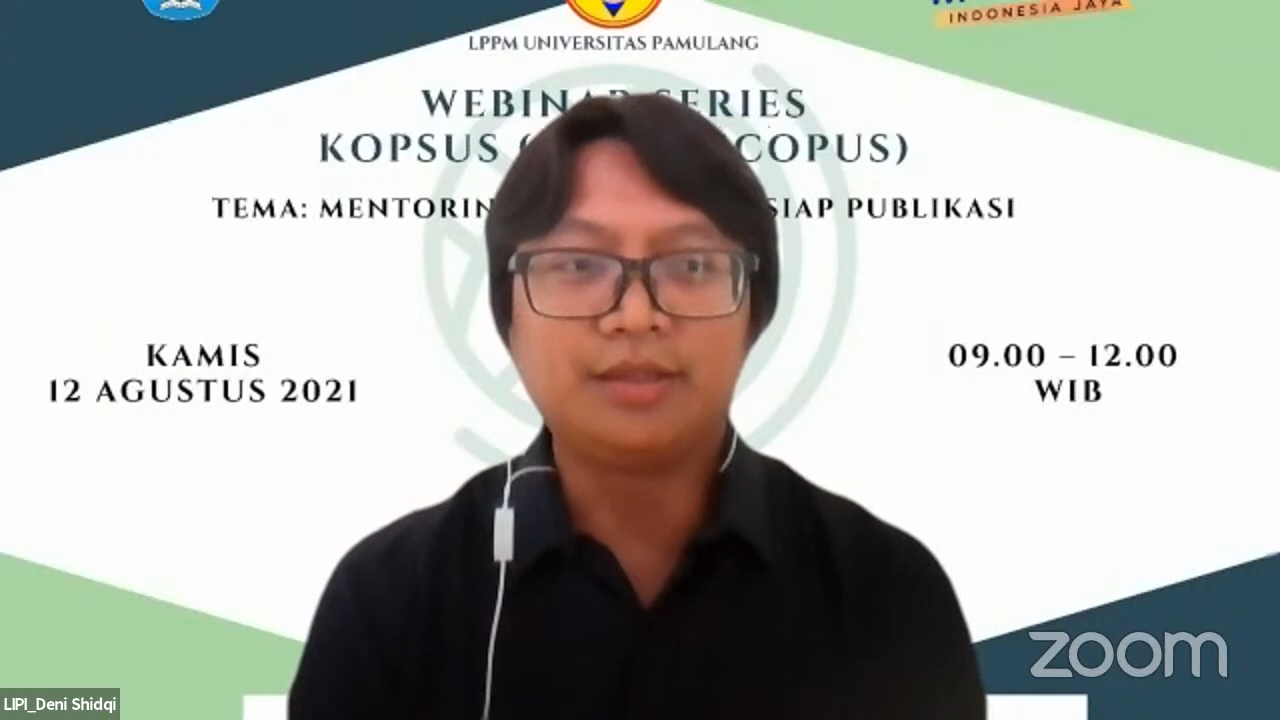 INDONESIA JAYA
LPPM UNIVERSITAS PAMULANG
WEBINAR SERIES
KOPSUS ( COPUS)
TEMA: SIAP PUBLIKASI
KAMIS
12 AGUSTUS 2021
09.00 – 12.00
WIB
zoom
LIPI_Deni Shidqi